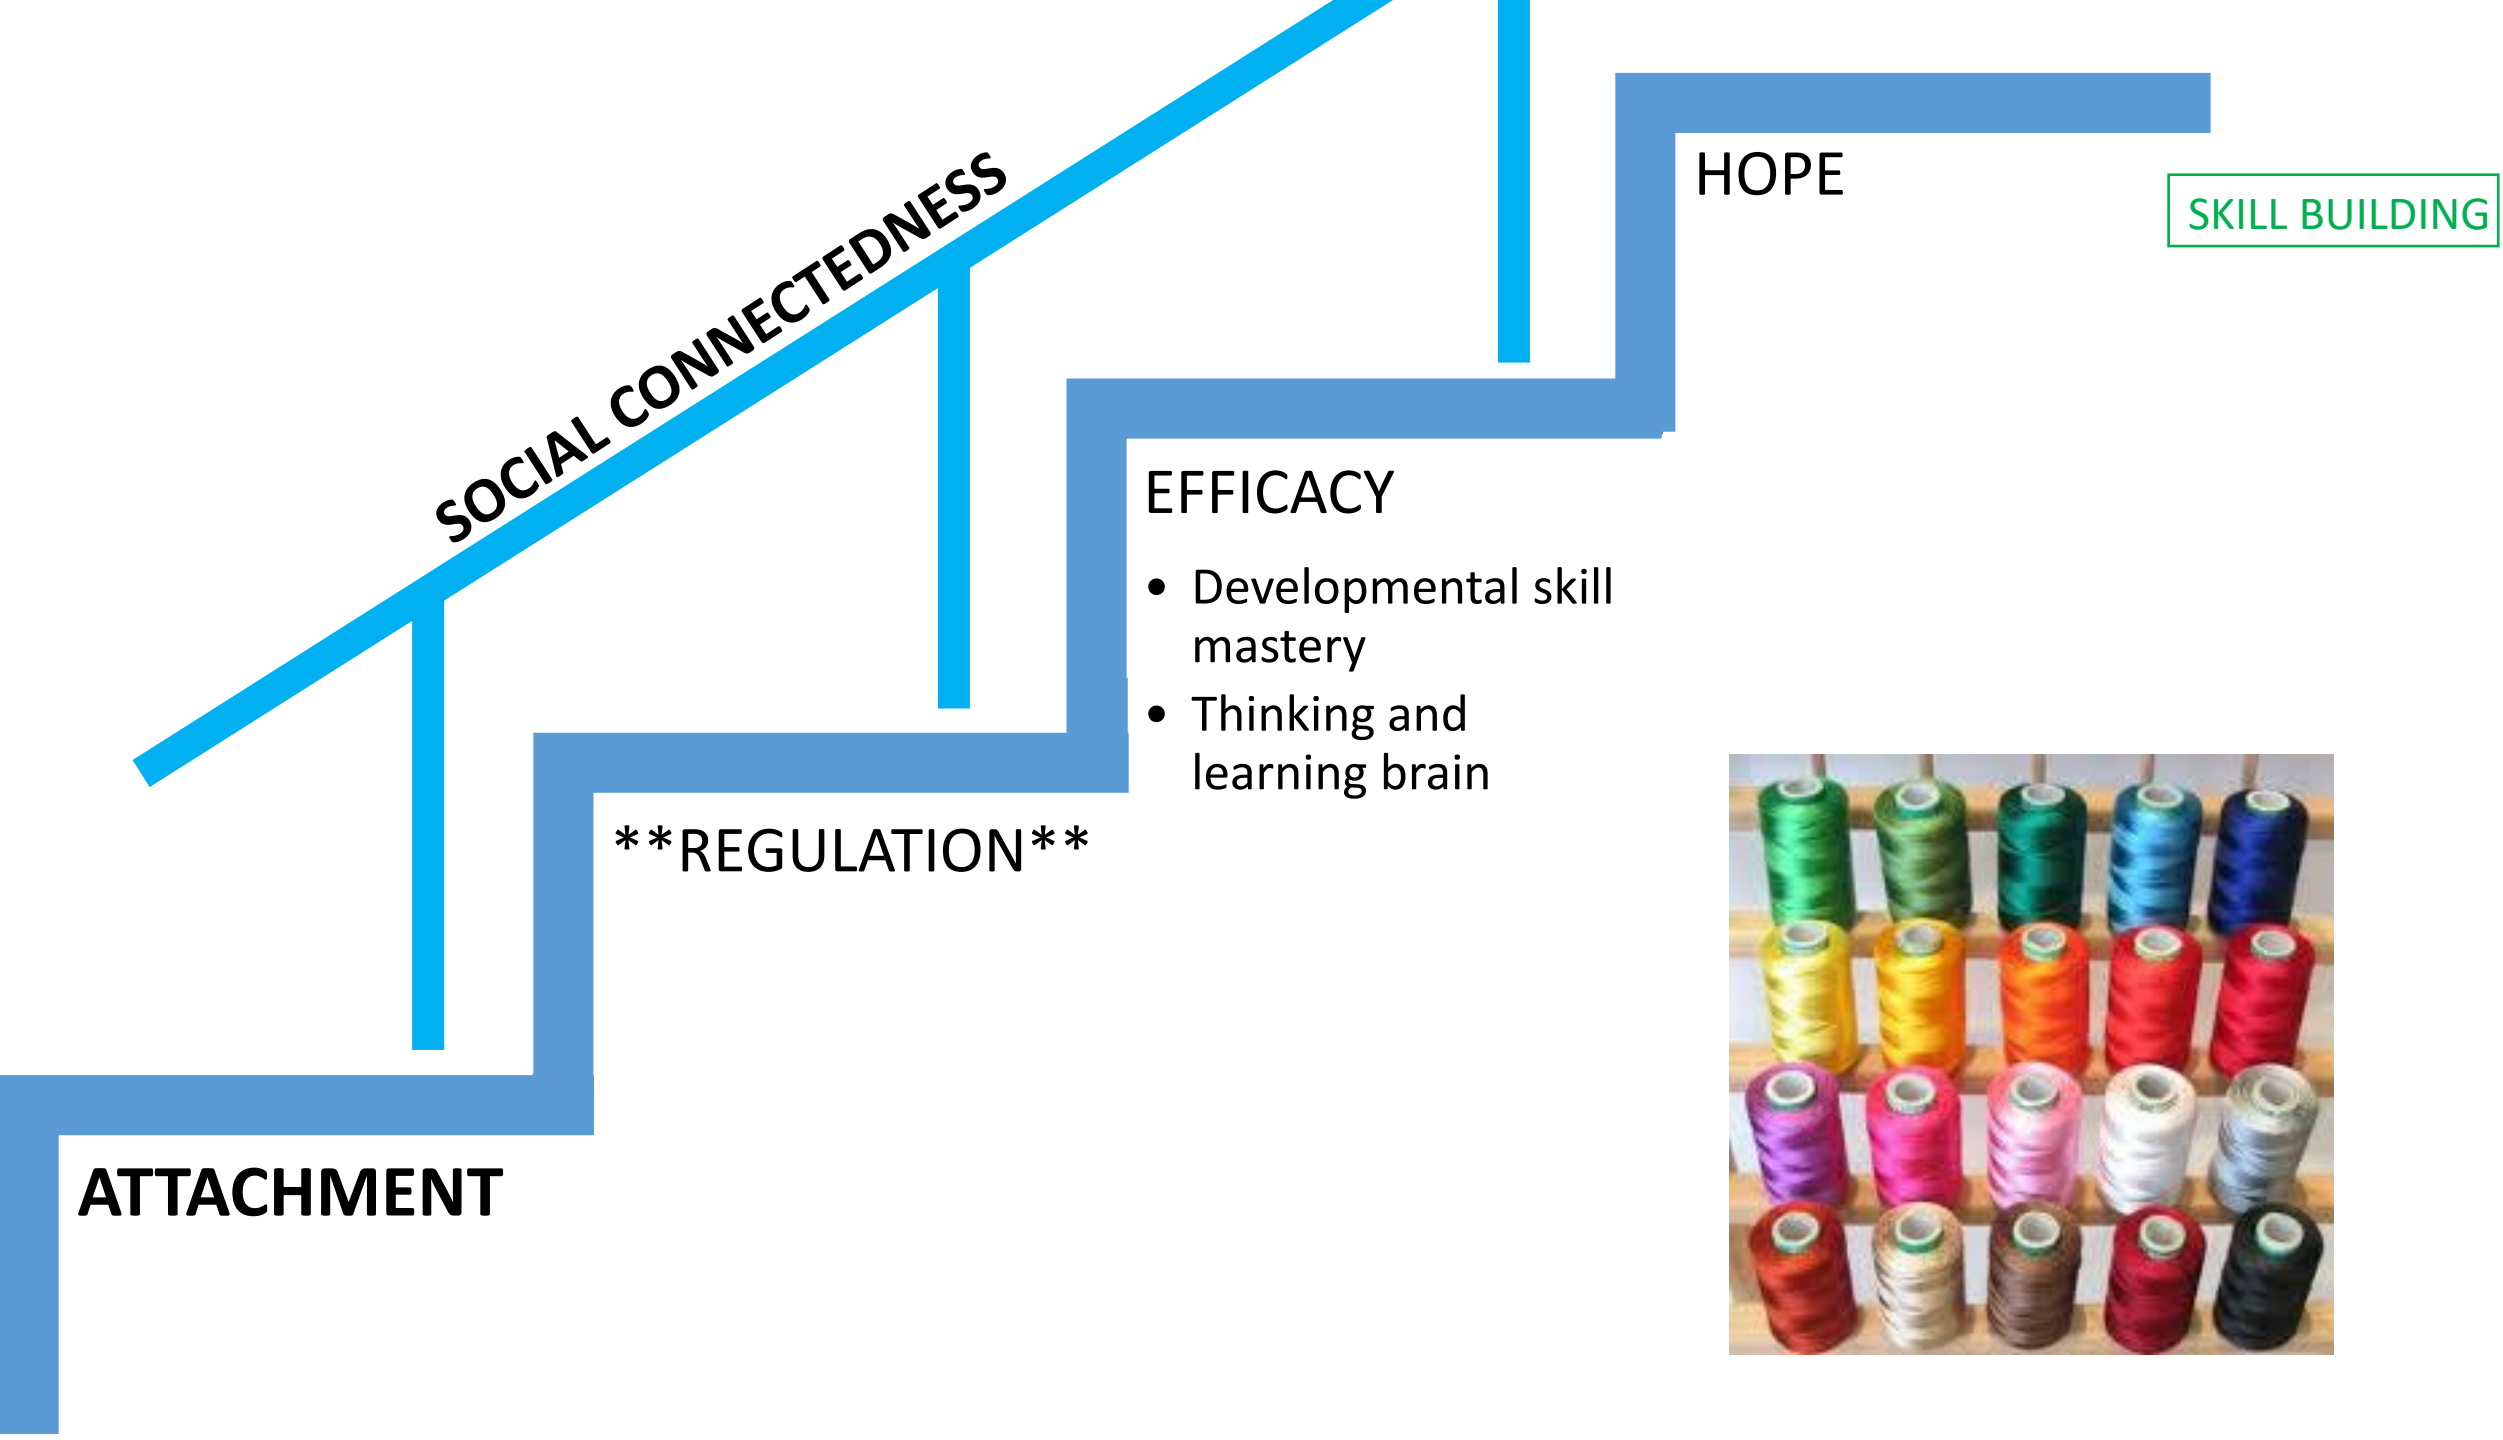 SOCIAL CONNECTEDNESS
HOPE
SKILL BUILDING
EFFICACY
● Developmental skill
mastery
● Thinking and
learning brain
**REGULATION**
ATTACHMENT